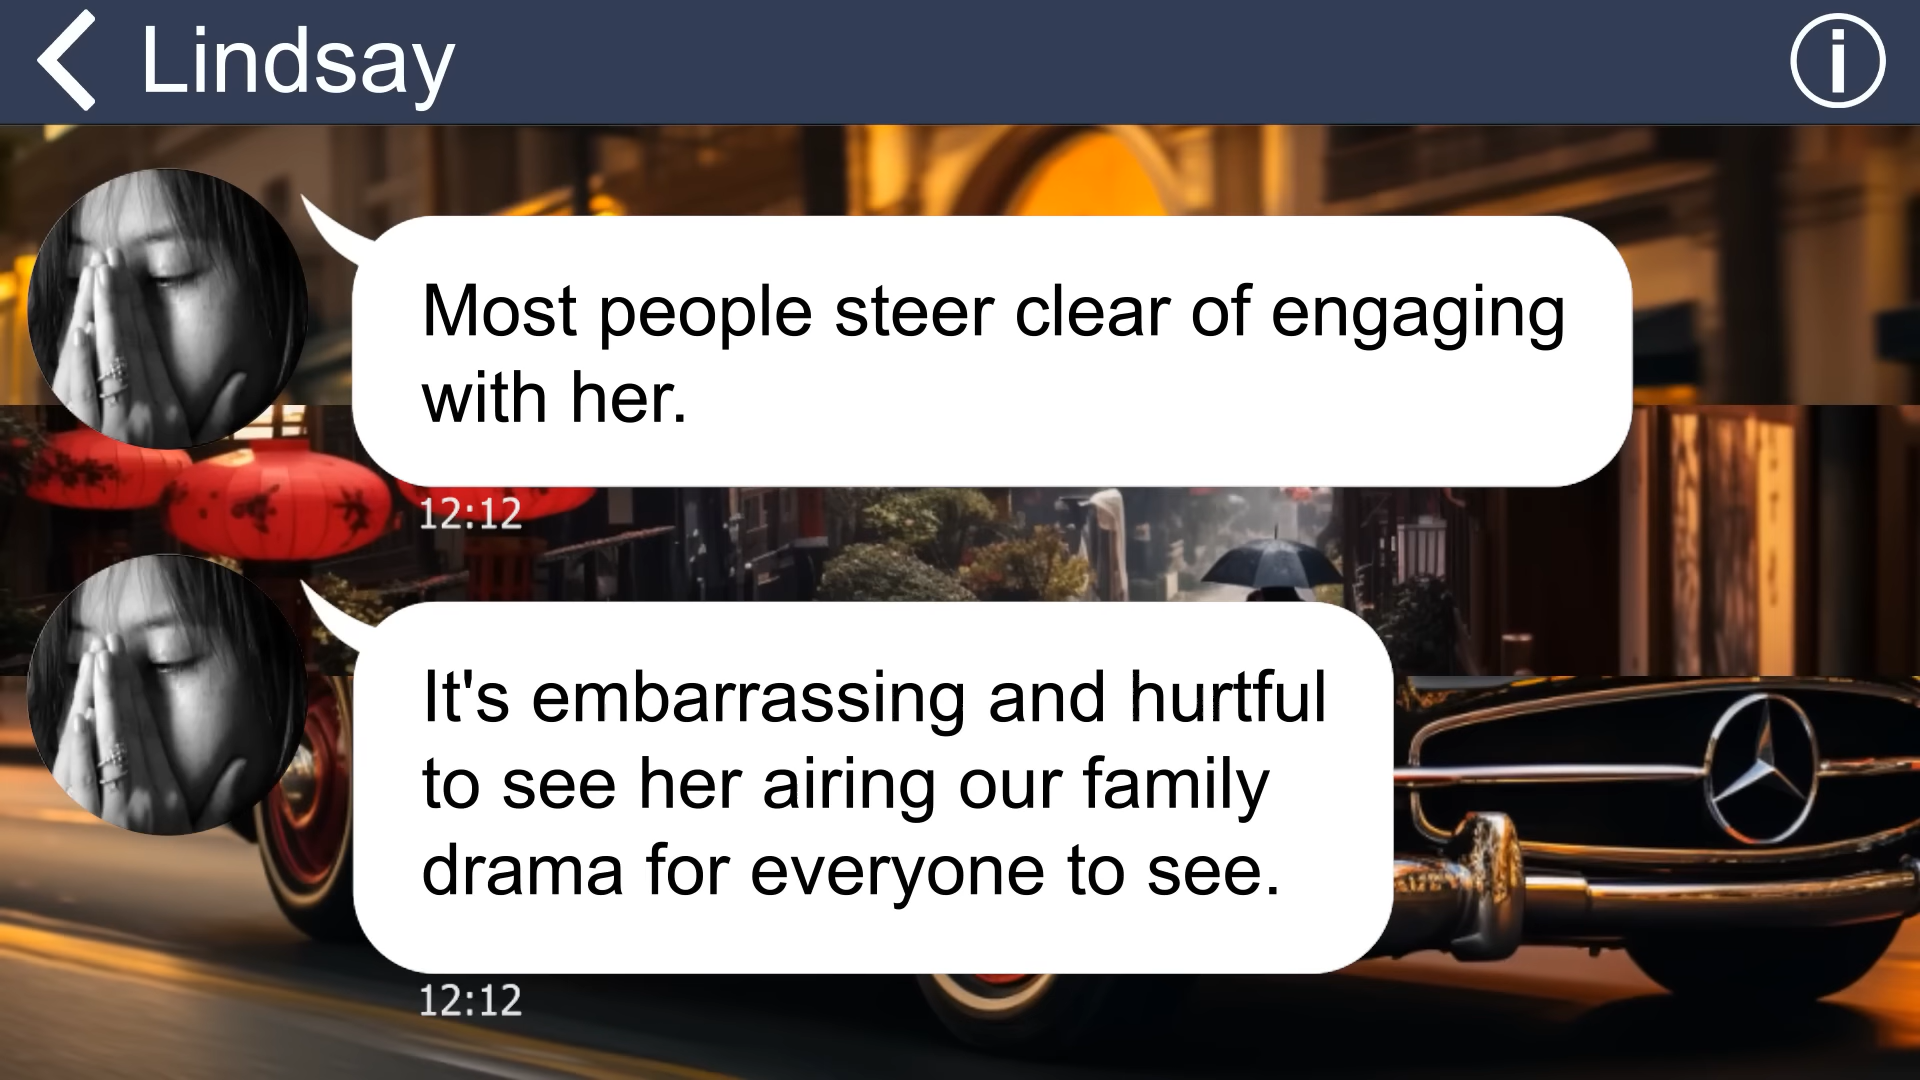 Lindsay
Most people steer clear of engaging
with her.
12:12
It's embarrassing and hurtful
to see her airing our family
drama for everyone to see.
12:12